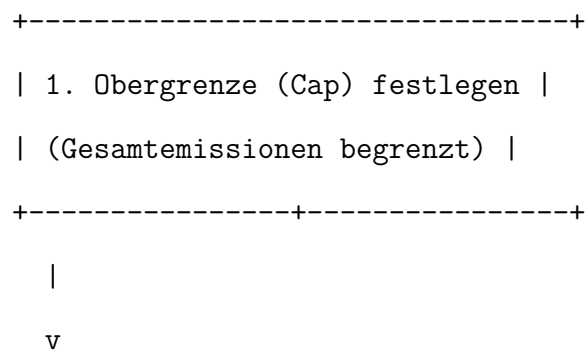 +----------------------------------+
| 1. Obergrenze (Cap) festlegen |
| (Gesamtemissionen begrenzt) |
+----------------+-----------------+
|
v